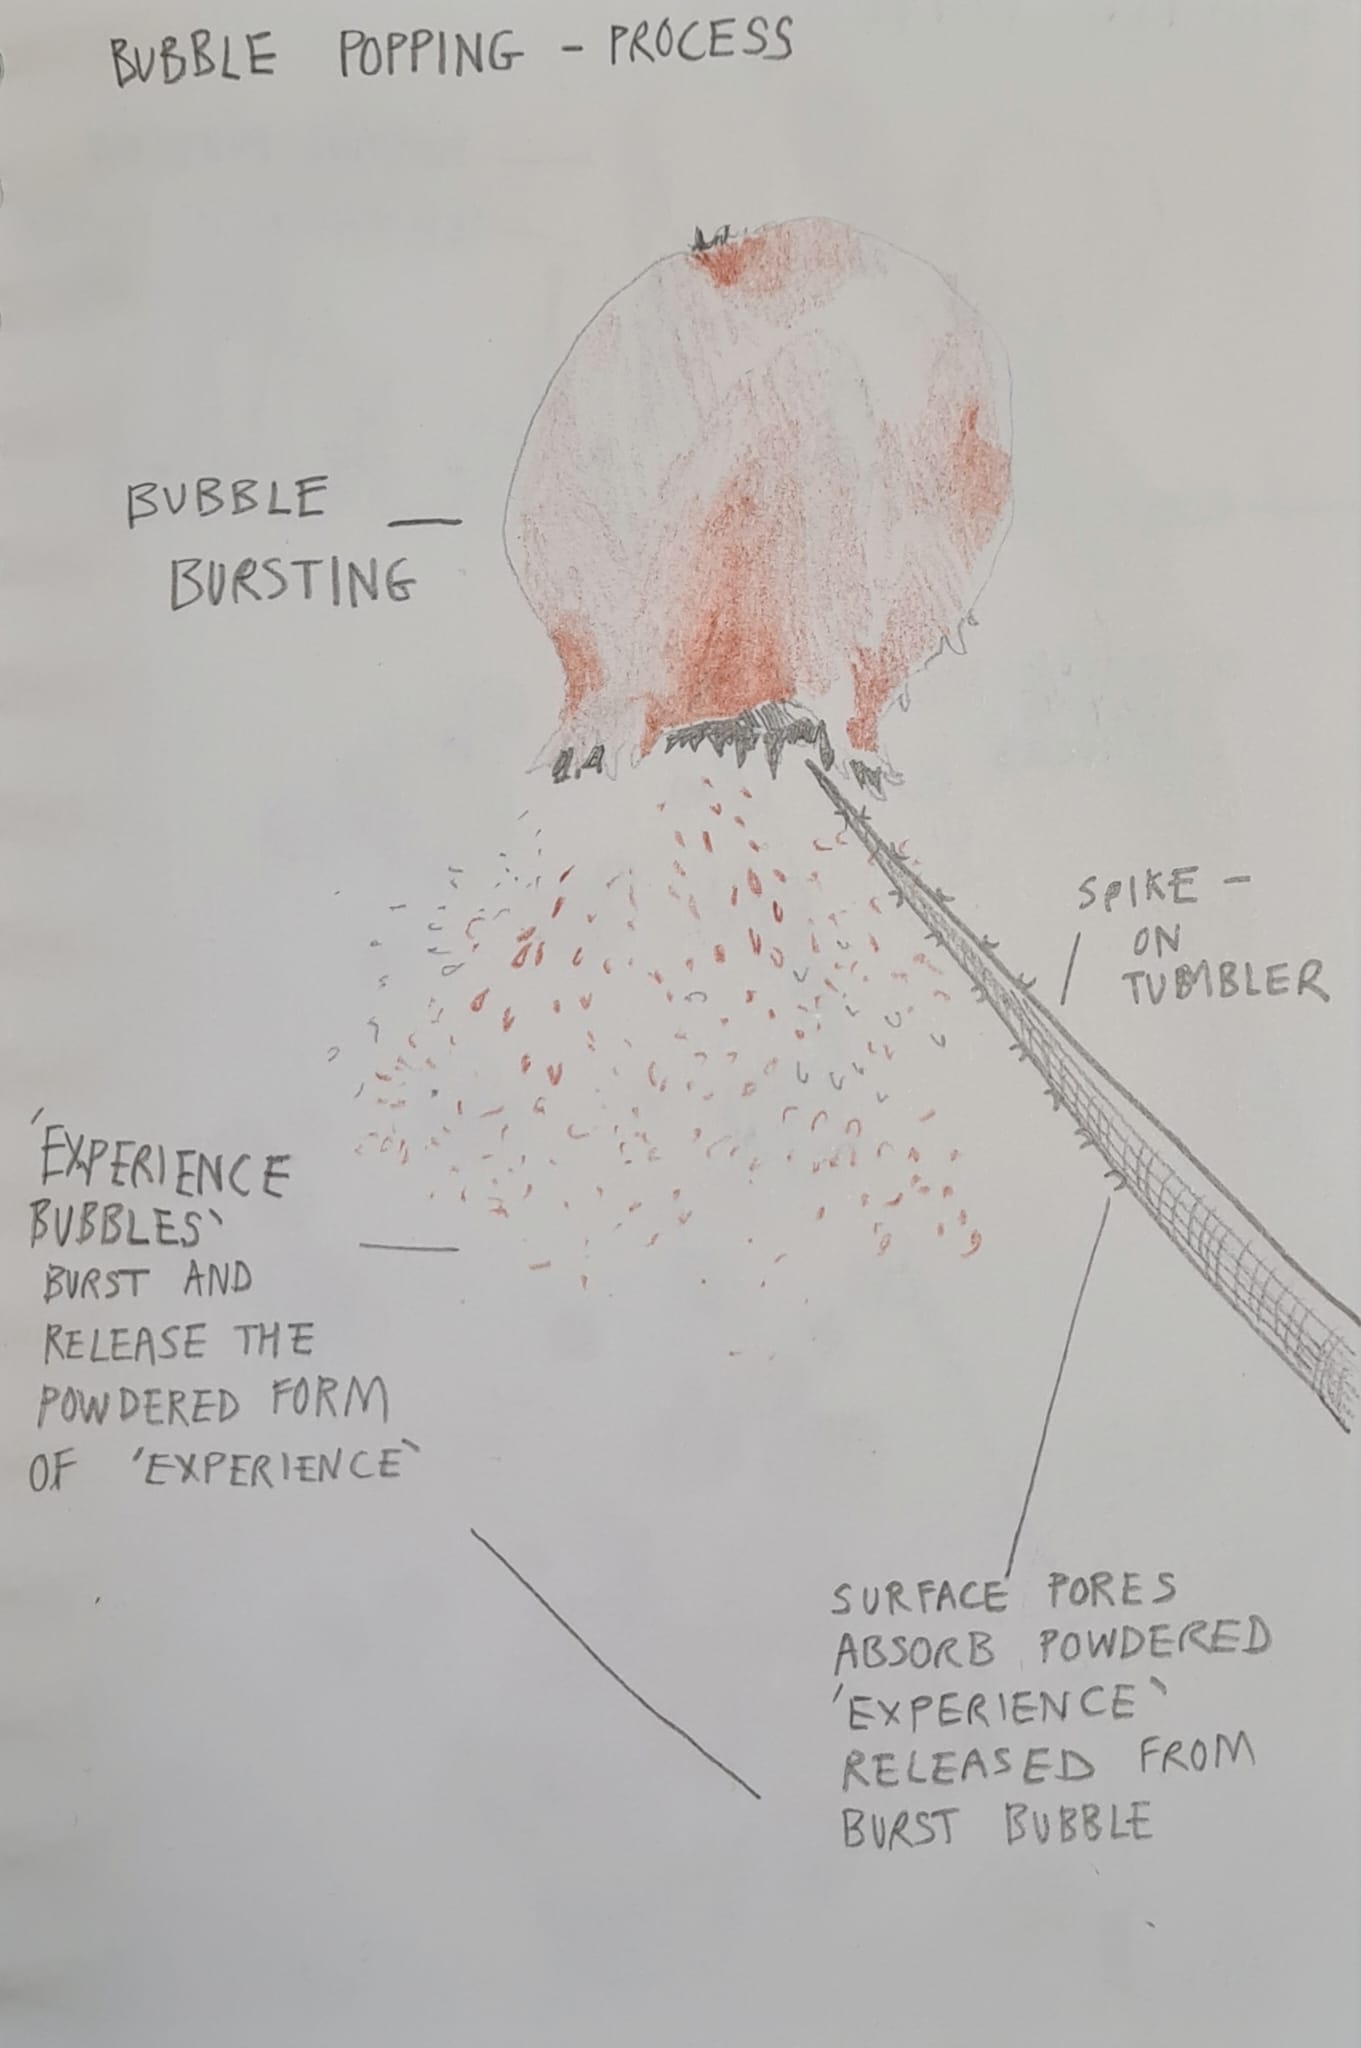 BUBBLE POPPING - PROCESS
BUBBLE
BURSTING
SPIKE -
ON
TUMBLER
'EXPERIENCE
BUBBLES'
BURST AND
RELEASE THE
POWDERED FORM
OF 'EXPERIENCE'
SURFACE PORES
ABSORB POWDERED
'EXPERIENCE'
RELEASED FROM
BURST BUBBLE